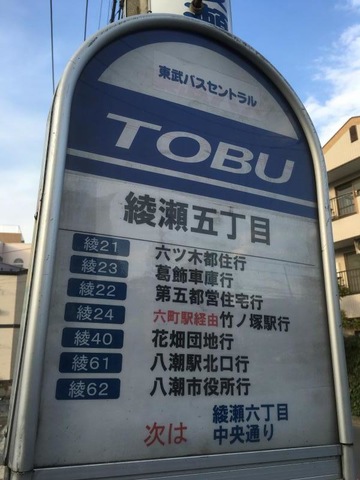 東武バスセントラル
TOBU
綾瀬五丁目
綾21 六ツ木都住行
綾23 葛飾車庫行
綾22 第五都営住宅行
綾24 六町駅経由竹ノ塚駅行
綾40 花畑団地行
綾61 八潮駅北口行
綾62 八潮市役所行
次は 綾瀬六丁目
中央通り